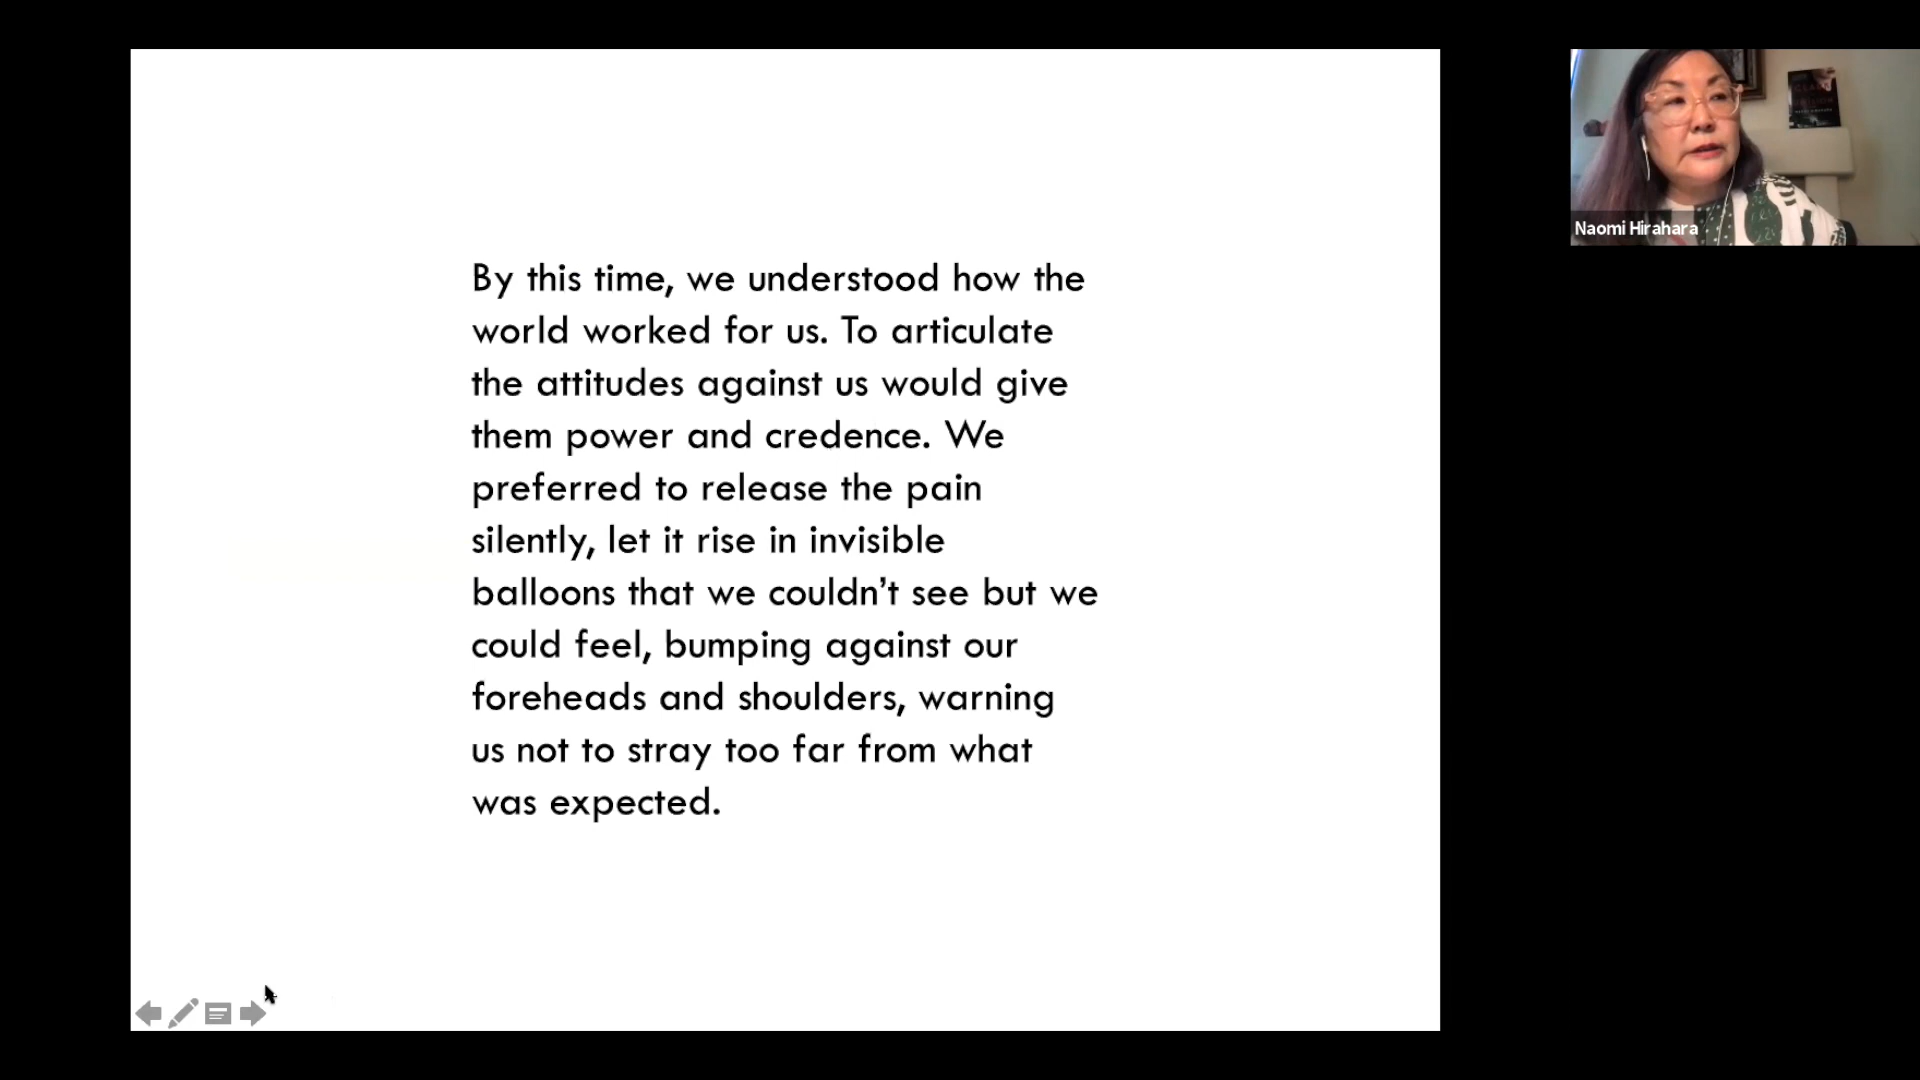 By this time, we understood how the
world worked for us. To articulate
the attitudes against us would give
them power and credence. We
preferred to release the pain
silently, let it rise in invisible
balloons that we couldn’t see but we
could feel, bumping against our
foreheads and shoulders, warning
us not to stray too far from what
was expected.
Naomi Hirahara